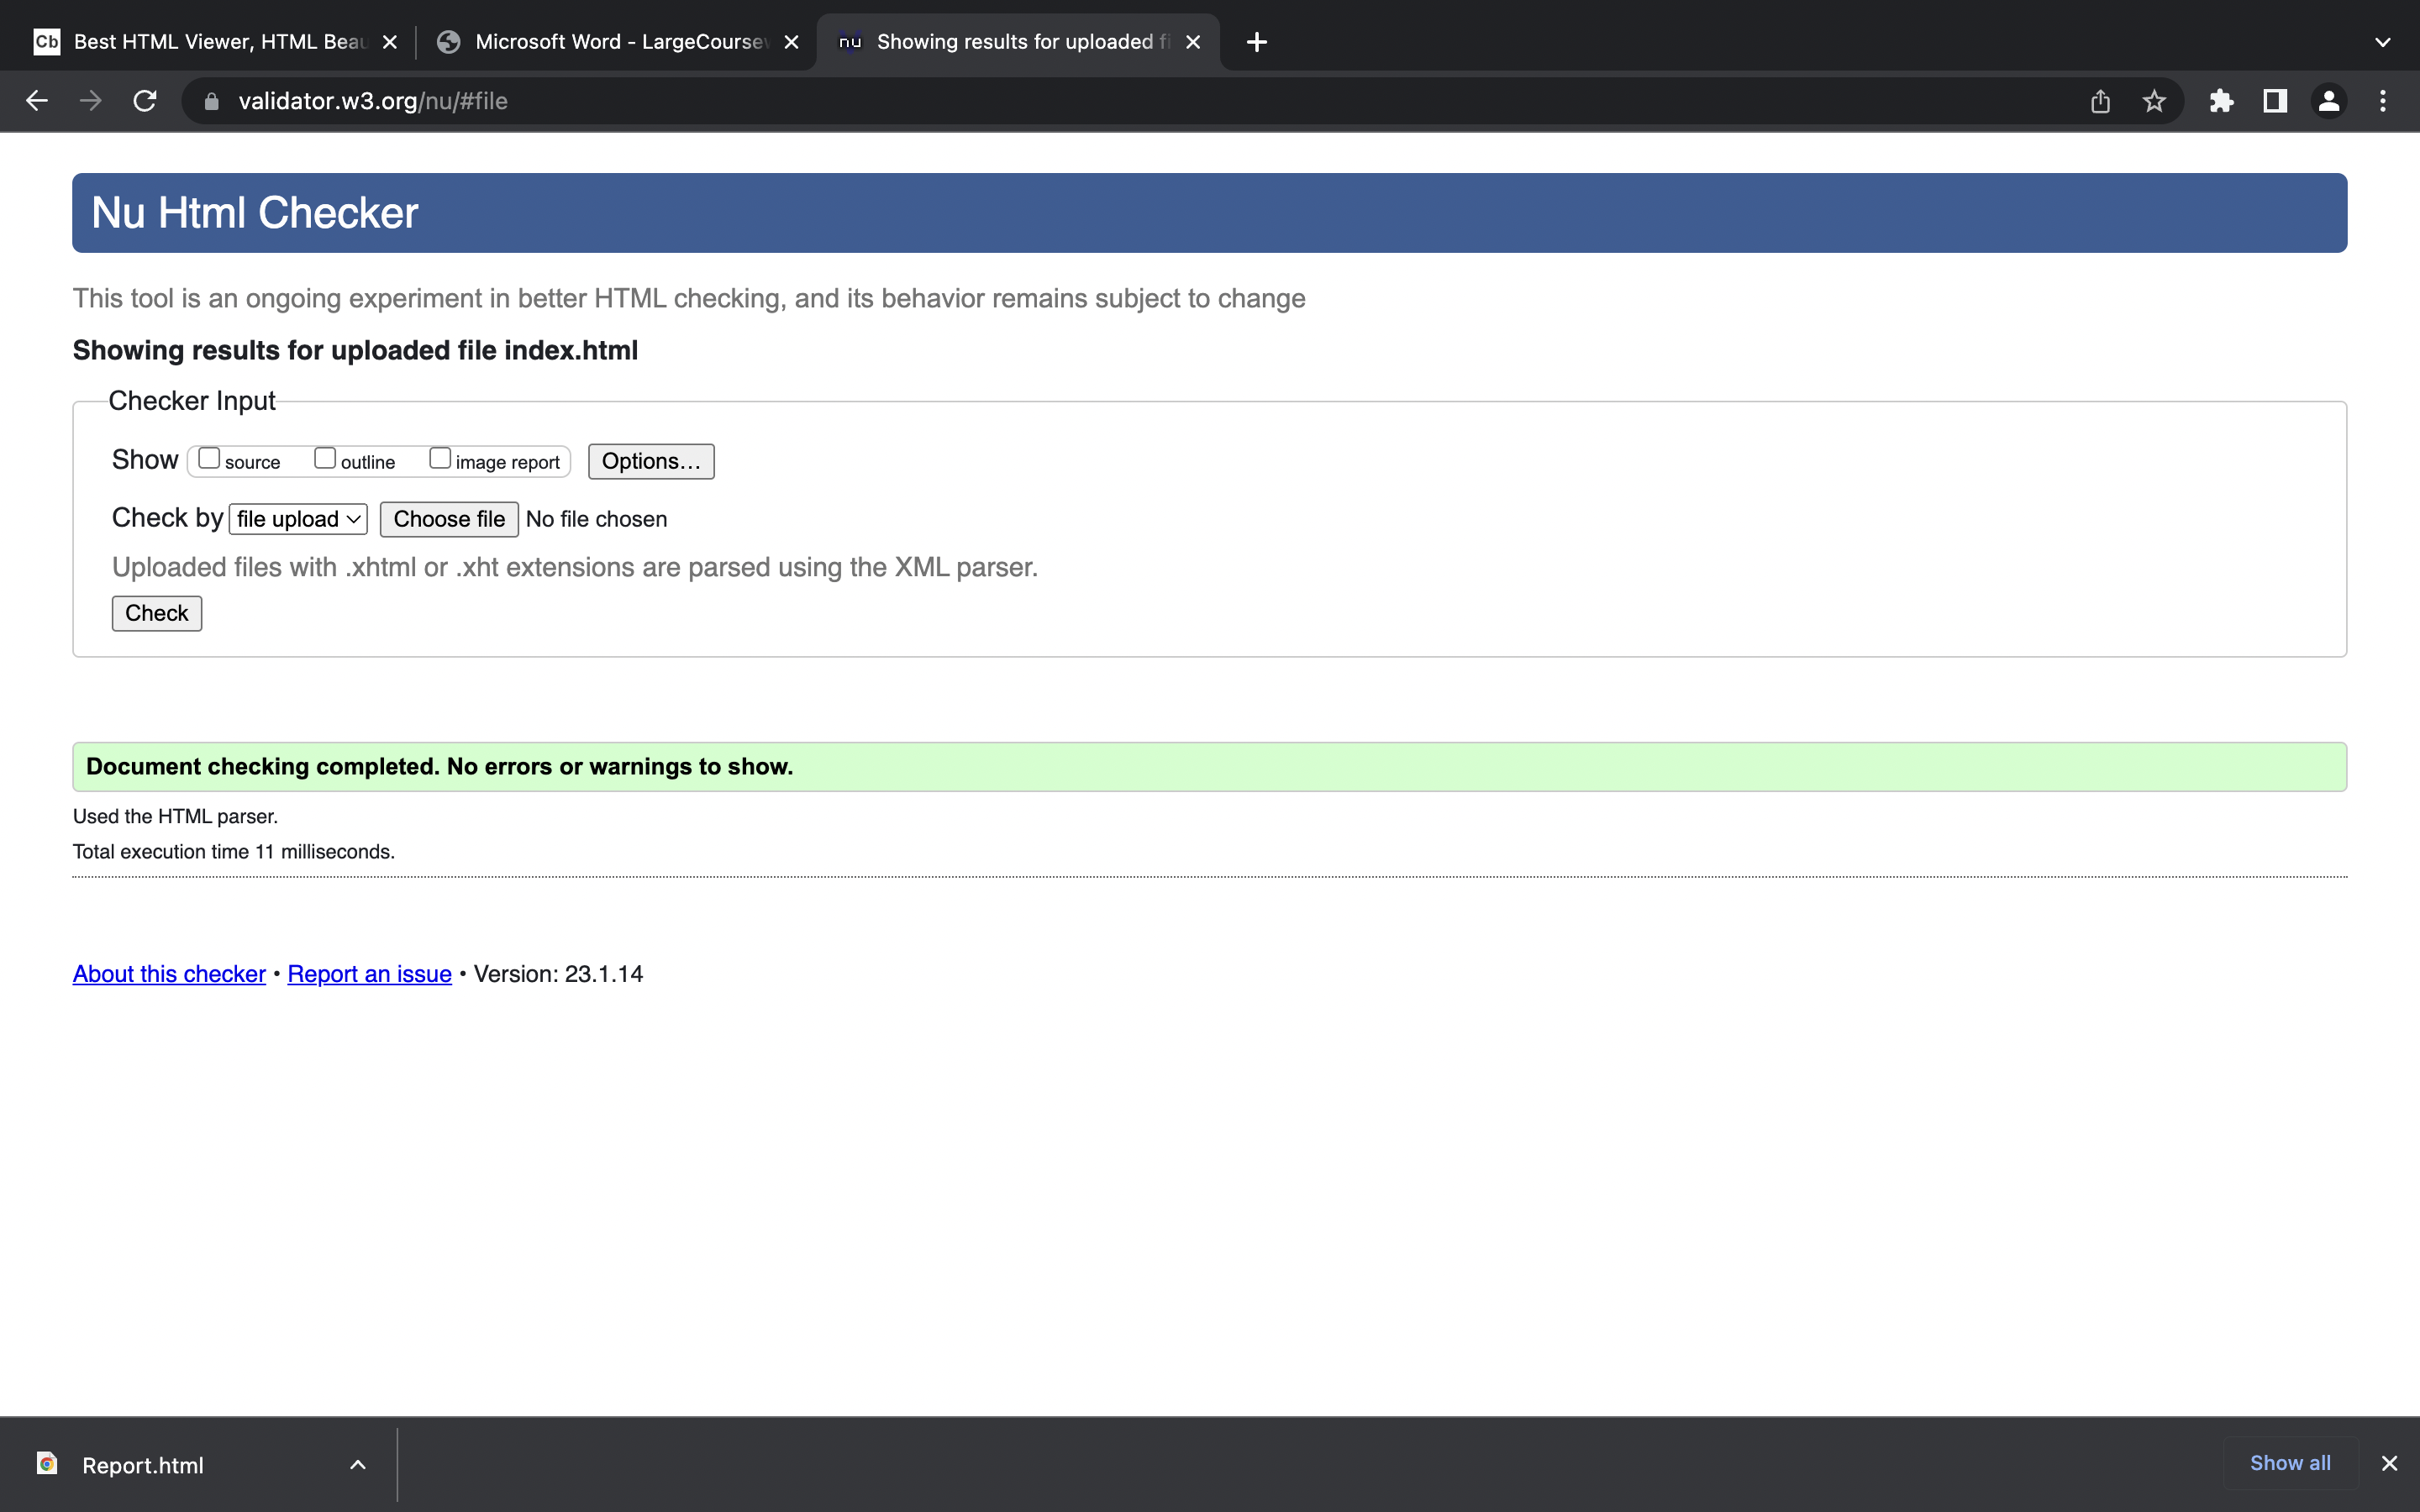 Cb Best HTML Viewer, HTML Beau
Microsoft Word - LargeCoursew
nu Showing results for uploaded fi
validator.w3.org/nu/#file
Nu Html Checker
This tool is an ongoing experiment in better HTML checking, and its behavior remains subject to change
Showing results for uploaded file index.html
Checker Input
Show source outline image report Options...
Check by file upload Choose file No file chosen
Uploaded files with .xhtml or .xht extensions are parsed using the XML parser.
Check
Document checking completed. No errors or warnings to show.
Used the HTML parser.
Total execution time 11 milliseconds.
About this checker • Report an issue • Version: 23.1.14
Report.html
Show all